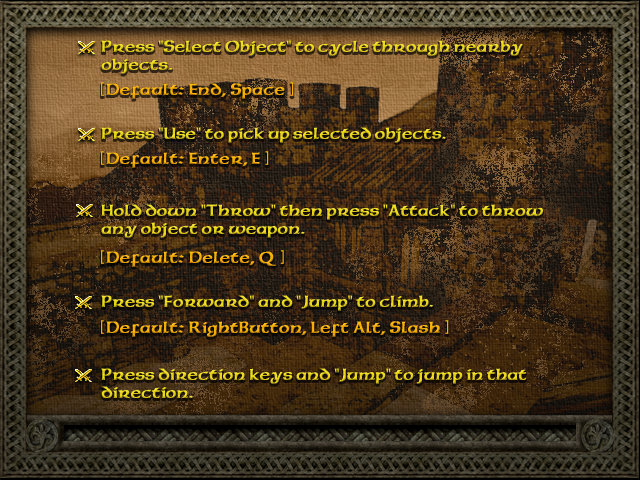 Press "Select Object" to cycle through nearby
objects.
[Default: End, Space ]
Press "Use" to pick up selected objects.
[Default: Enter, E ]
Hold down "Throw" then press "Attack" to throw
any object or weapon.
[Default: Delete, Q ]
Press "Forward" and "Jump" to climb.
[Default: RightButton, Left Alt, Slash ]
Press direction keys and "Jump" to jump in that
direction.